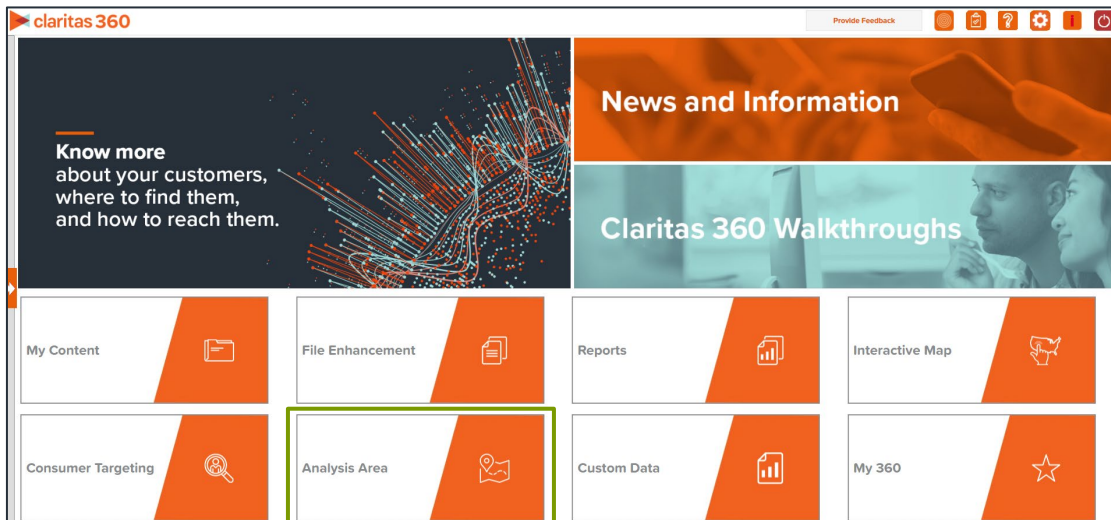 claritas 360
Provide Feedback
Know more
about your customers,
where to find them,
and how to reach them.
News and Information
Claritas 360 Walkthroughs
My Content
File Enhancement
Reports
Interactive Map
Consumer Targeting
Analysis Area
Custom Data
My 360